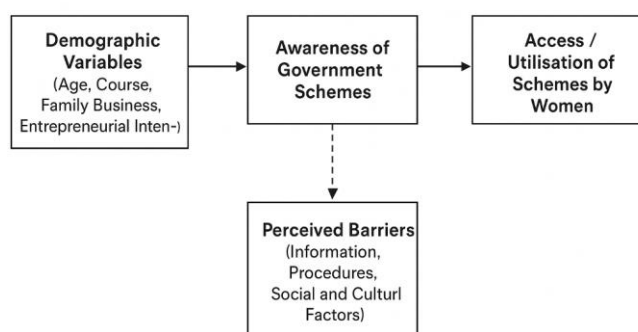 Demographic
Variables
(Age, Course,
Family Business,
Entrepreneurial Inten-)
Awareness of
Government
Schemes
Access /
Utilisation of
Schemes by
Women
Perceived Barriers
(Information,
Procedures,
Social and Culturl
Factors)